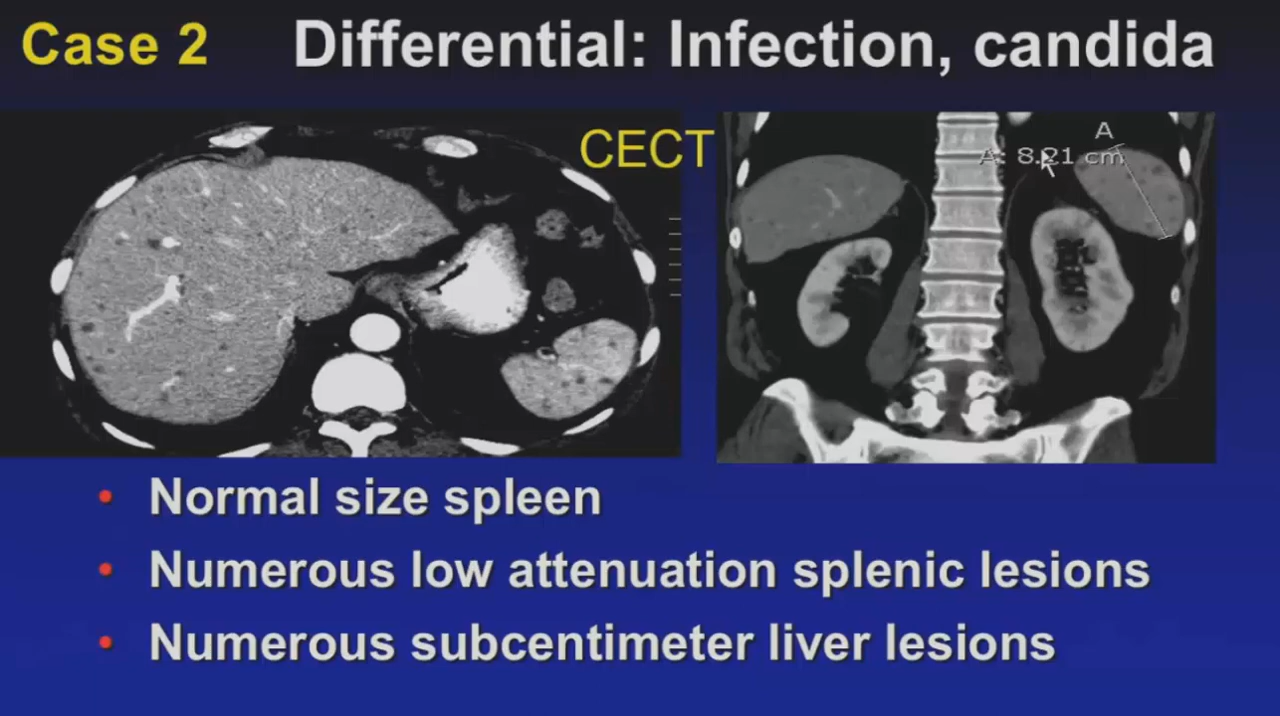 Case 2
Differential: Infection, candida
CECT
A
A: 8.21 cm
Normal size spleen
Numerous low attenuation splenic lesions
Numerous subcentimeter liver lesions